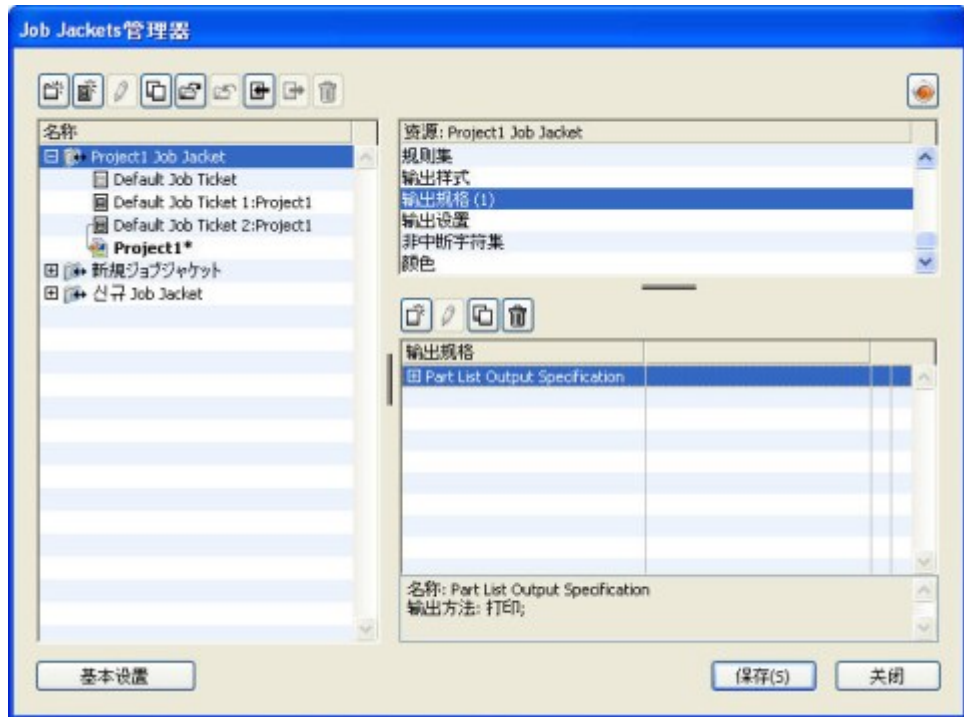 Job Jackets管理器
名称
Project1 Job Jacket
Default Job Ticket
Default Job Ticket 1:Project1
Default Job Ticket 2:Project1
Project1*
新規ジョブジャケット
신규 Job Jacket
资源: Project1 Job Jacket
规则集
输出样式
输出规格 (1)
输出设置
非中断字符集
颜色
输出规格
Part List Output Specification
名称: Part List Output Specification
输出方法: 打印;
基本设置
保存(S)
关闭